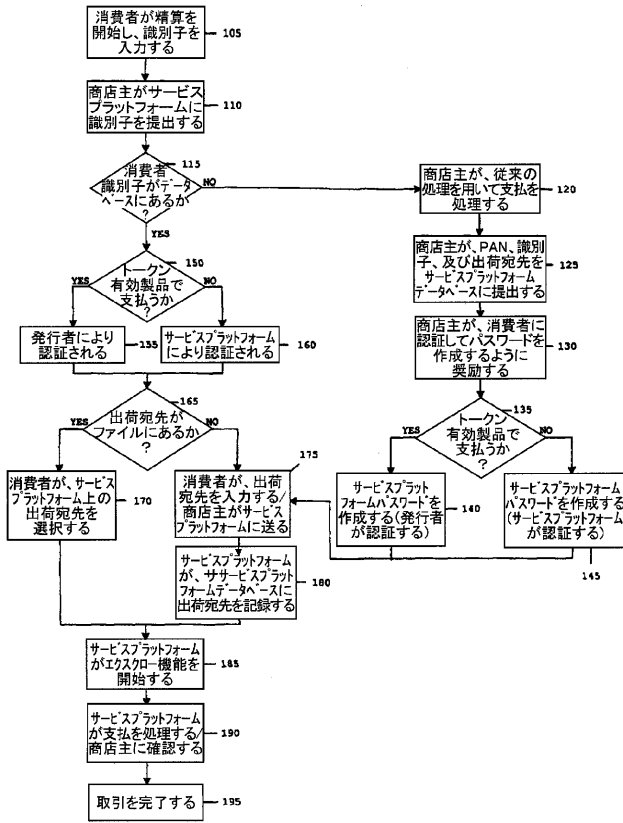 消費者が精算を
開始し、識別子を
入力する
105
商店主がサービス
プラットフォームに
識別子を提出する
110
消費者
識別子がデータ
ベースにあるか
?
115
NO
YES
商店主が、従来の
処理を用いて支払を
処理する
120
商店主が、PAN、識別
子、及び出荷宛先を
サービスプラットフォーム
データベースに提出する
125
商店主が、消費者に
認証してパスワードを
作成するように
奨励する
130
トークン
有効製品で
支払うか
?
135
YES
NO
サービスプラット
フォームパスワードを
作成する(発行者
が認証する)
140
サービスプラットフォーム
パスワードを作成する
(サービスプラットフォーム
が認証する)
145
トークン
有効製品で
支払うか
?
150
YES
NO
発行者により
認証される
155
サービスプラットフォーム
により認証される
160
出荷宛先が
ファイルにあるか
?
165
YES
NO
消費者が、サービス
プラットフォーム上の
出荷宛先を
選択する
170
消費者が、出荷
宛先を入力する/
商店主がサービス
プラットフォームに送る
175
サービスプラットフォーム
が、ササービスプラット
フォームデータベースに
出荷宛先を記録する
180
サービスプラットフォーム
がエクスクロー機能を
開始する
185
サービスプラットフォーム
が支払を処理する/
商店主に確認する
190
取引を完了する
195